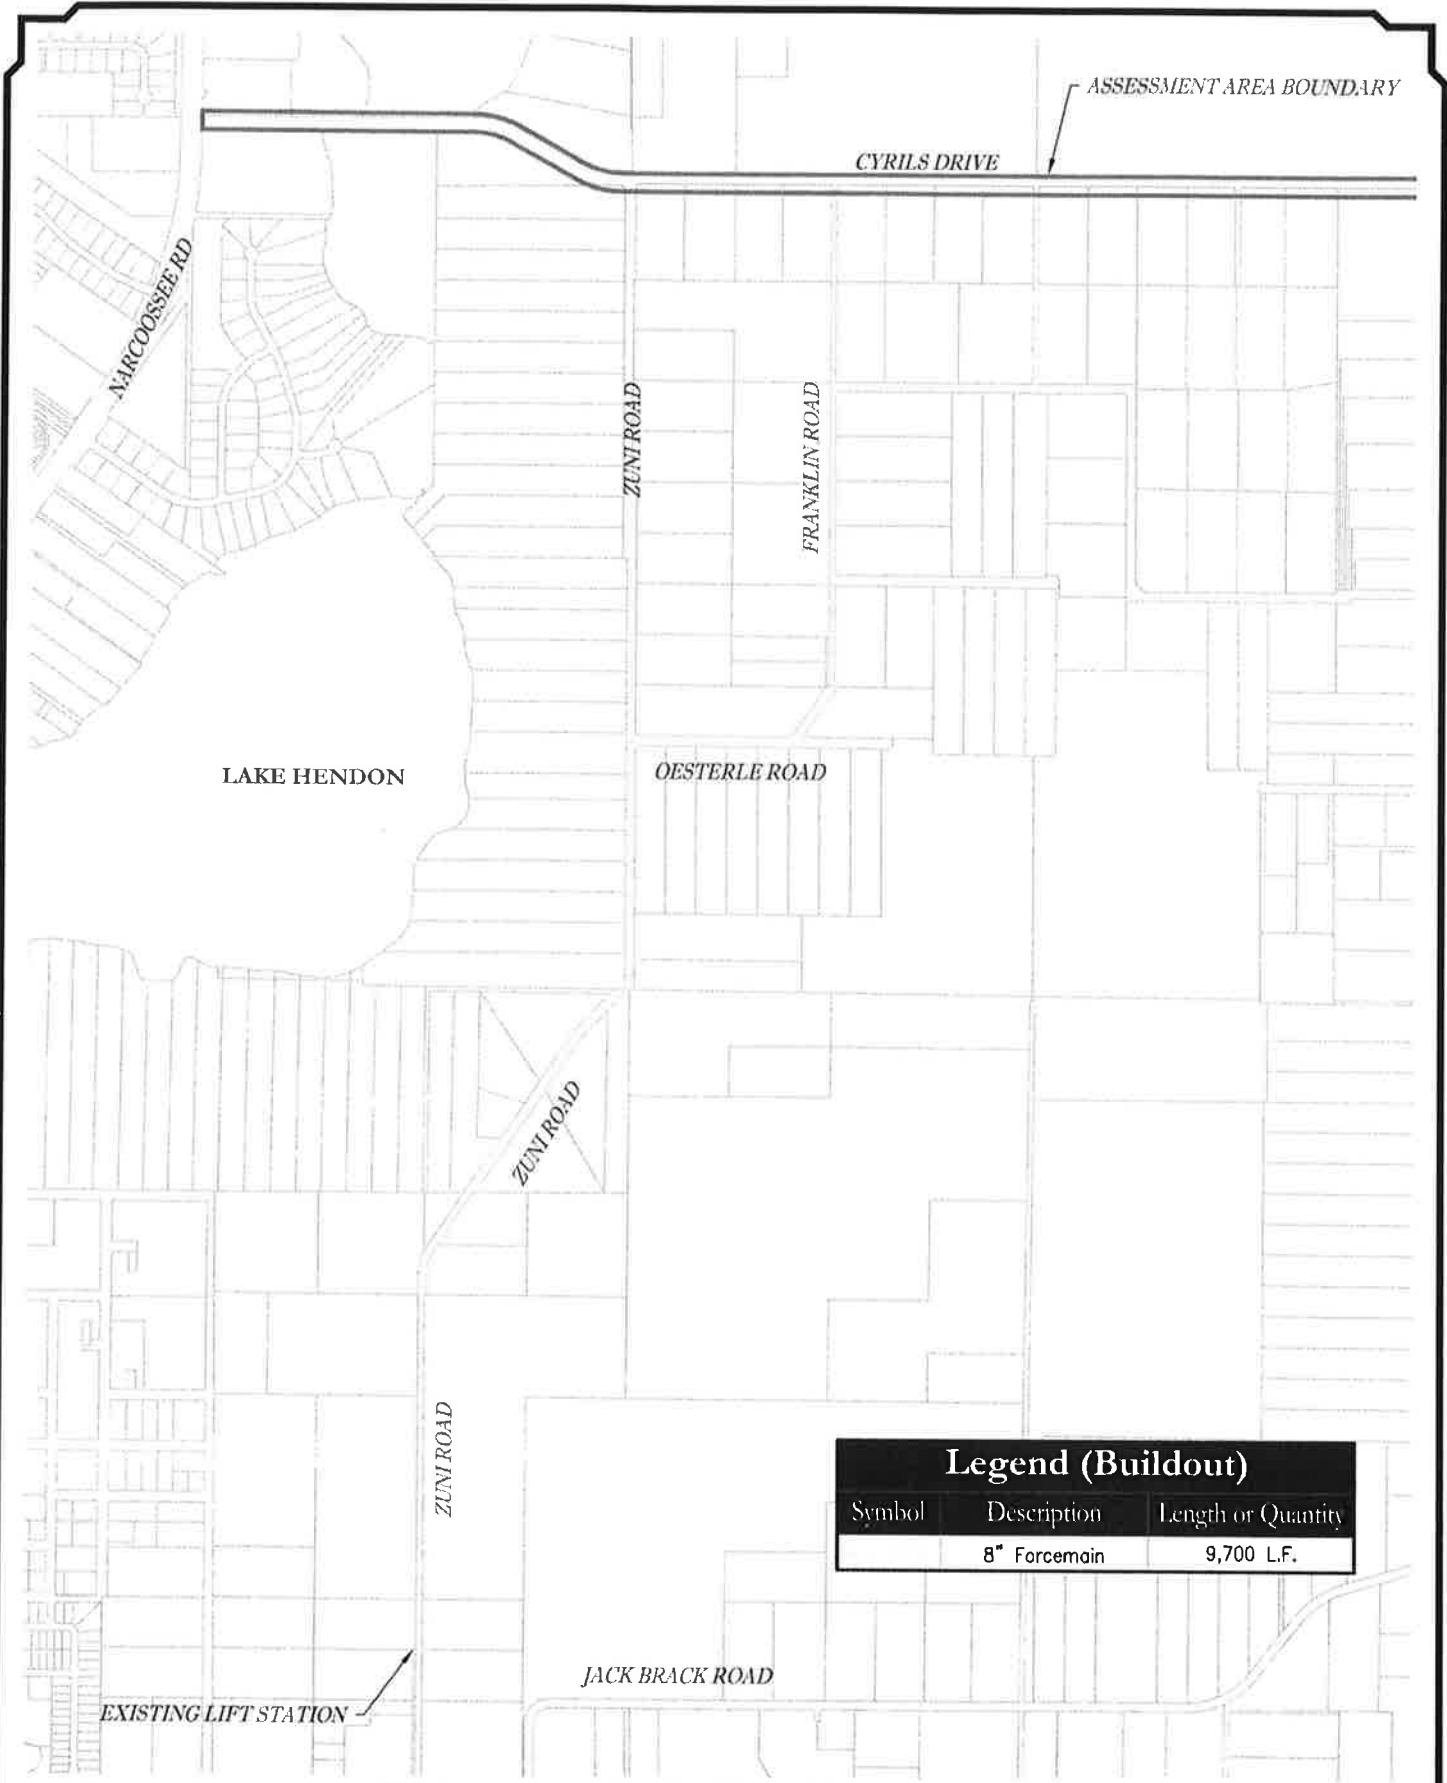 ASSESSMENT AREA BOUNDARY
CYRILS DRIVE
NARCOOSSEE RD
ZUNI ROAD
FRANKLIN ROAD
LAKE HENDON
OESTERLE ROAD
ZUNI ROAD
ZUNI ROAD
Legend (Buildout)
Symbol Description Length or Quantity
8" Forcemain 9,700 L.F.
JACK BRACK ROAD
EXISTING LIFT STATION